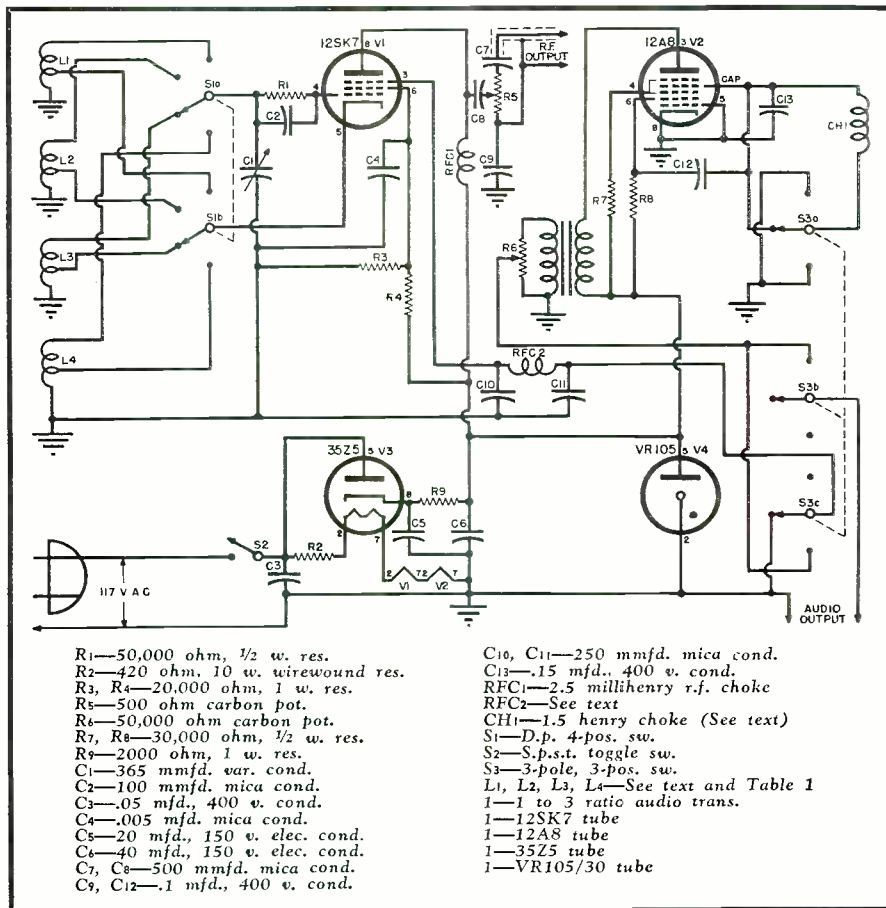 12SK7 8 V1
12A8 3 V2
L1
S1a
R1
4
C2
3
6
5
C7
R.F. OUTPUT
C8
R5
C9
RFC1
4
6
CAP
5
8
C13
CH1
L2
C1
C4
C12
R7
R8
S1b
R3
R4
R6
S3a
L3
L4
RFC2
C10
C11
S3b
35Z5 5 V3
VR105 5 V4
8
R9
S3c
S2
R2
2
7
C5
C6
2
C3
2 7 2 7
V1 V2
117 V A C
AUDIO OUTPUT
R1—50,000 ohm, 1/2 w. res.
R2—420 ohm, 10 w. wirewound res.
R3, R4—20,000 ohm, 1 w. res.
R5—500 ohm carbon pot.
R6—50,000 ohm carbon pot.
R7, R8—30,000 ohm, 1/2 w. res.
R9—2000 ohm, 1 w. res.
C1—365 mmfd. var. cond.
C2—100 mmfd. mica cond.
C3—.05 mfd., 400 v. cond.
C4—.005 mfd. mica cond.
C5—20 mfd., 150 v. elec. cond.
C6—40 mfd., 150 v. elec. cond.
C7, C8—500 mmfd. mica cond.
C9, C12—.1 mfd., 400 v. cond.
C10, C11—250 mmfd. mica cond.
C13—.15 mfd., 400 v. cond.
RFC1—2.5 millihenry r.f. choke
RFC2—See text
CH1—1.5 henry choke (See text)
S1—D.p. 4-pos. sw.
S2—S.p.s.t. toggle sw.
S3—3-pole, 3-pos. sw.
L1, L2, L3, L4—See text and Table 1
1—1 to 3 ratio audio trans.
1—12SK7 tube
1—12A8 tube
1—35Z5 tube
1—VR105/30 tube